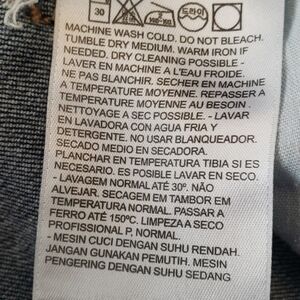 30
드라이
MACHINE WASH COLD. DO NOT BLEACH.
TUMBLE DRY MEDIUM. WARM IRON IF
NEEDED. DRY CLEANING POSSIBLE -
LAVER EN MACHINE A L'EAU FROIDE.
NE PAS BLANCHIR. SECHER EN MACHINE
A TEMPERATURE MOYENNE. REPASSER A
TEMPERATURE MOYENNE AU BESOIN.
NETTOYAGE A SEC POSSIBLE. - LAVAR
EN LAVADORA CON AGUA FRIA Y
DETERGENTE. NO USAR BLANQUEADOR.
SECADO MEDIO EN SECADORA.
PLANCHAR EN TEMPERATURA TIBIA SI ES
NECESARIO. ES POSIBLE LAVAR EN SECO.
- LAVAGEM NORMAL ATÉ 30º. NÃO
ALVEJAR. SECAGEM EM TAMBOR EM
TEMPERATURA NORMAL. PASSAR A
FERRO ATÉ 150ºC. LIMPEZA A SECO
PROFISSIONAL P, NORMAL.
- MESIN CUCI DENGAN SUHU RENDAH.
JANGAN GUNAKAN PEMUTIH. MESIN
PENGERING DENGAN SUHU SEDANG